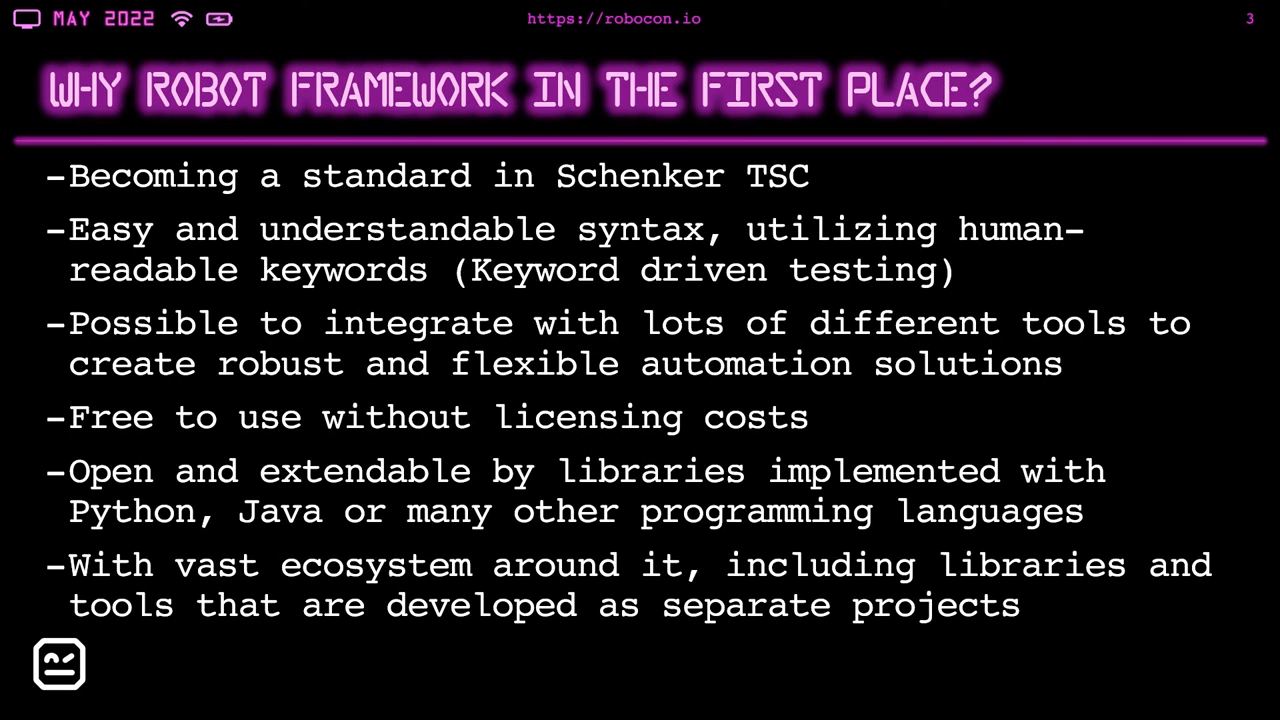 MAY 2022
https://robocon.io
3
WHY ROBOT FRAMEWORK IN THE FIRST PLACE?
–Becoming a standard in Schenker TSC
–Easy and understandable syntax, utilizing human-
readable keywords (Keyword driven testing)
–Possible to integrate with lots of different tools to
create robust and flexible automation solutions
–Free to use without licensing costs
–Open and extendable by libraries implemented with
Python, Java or many other programming languages
–With vast ecosystem around it, including libraries and
tools that are developed as separate projects